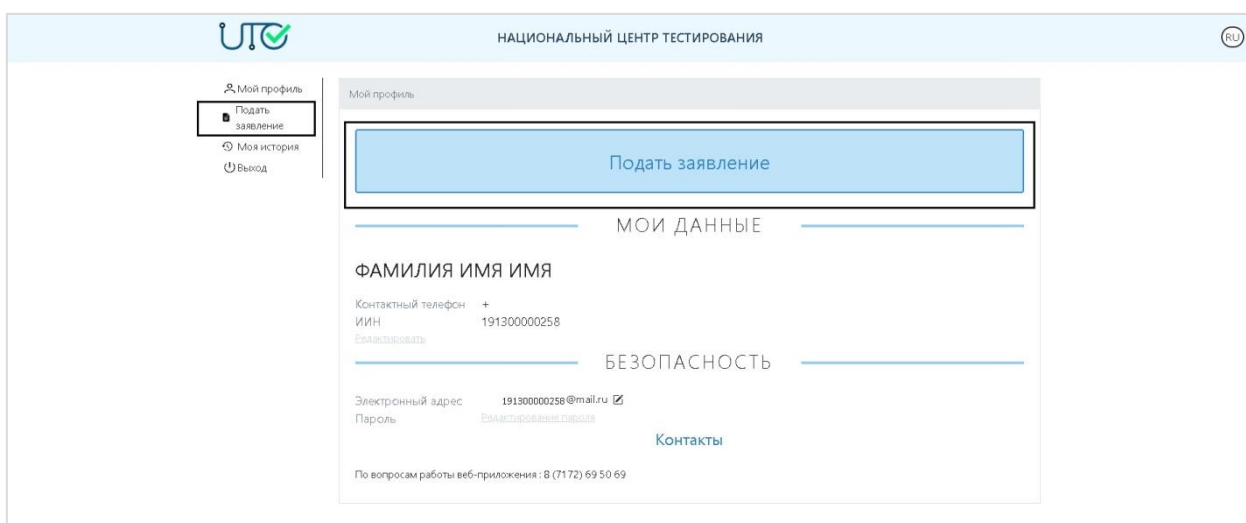 UTO
НАЦИОНАЛЬНЫЙ ЦЕНТР ТЕСТИРОВАНИЯ
RU
Мой профиль
Подать
заявление
Моя история
Выход
Мой профиль
Подать заявление
МОИ ДАННЫЕ
ФАМИЛИЯ ИМЯ ИМЯ
Контактный телефон +
ИИН 191300000258
Редактировать
БЕЗОПАСНОСТЬ
Электронный адрес 191300000258@mail.ru
Пароль Редактирование пароля
Контакты
По вопросам работы веб-приложения : 8 (7172) 69 50 69